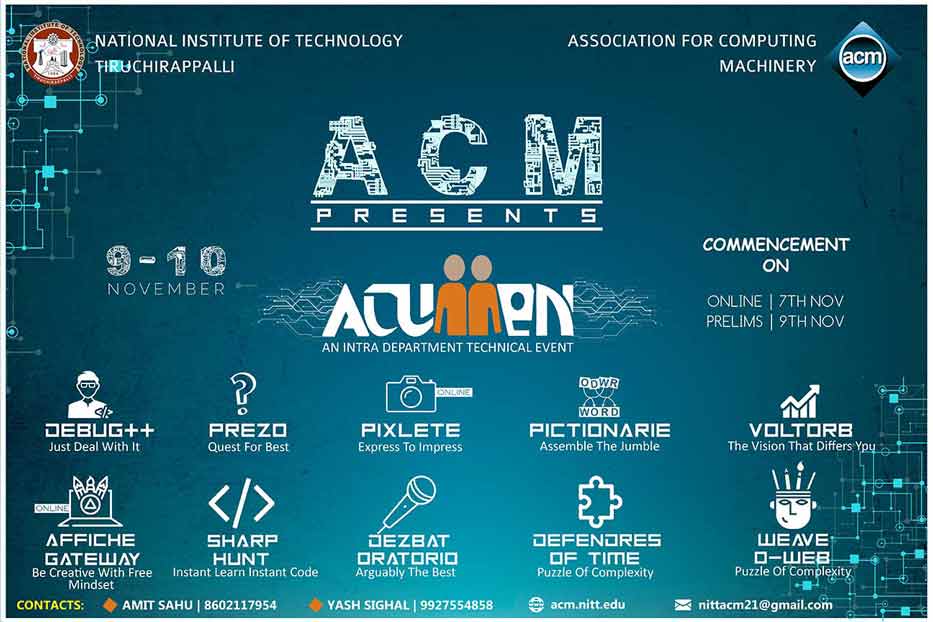 NATIONAL INSTITUTE OF TECHNOLOGY
TIRUCHIRAPPALLI
ASSOCIATION FOR COMPUTING
MACHINERY
acm
ACM
PRESENTS
9-10
NOVEMBER
ACUMEN
AN INTRA DEPARTMENT TECHNICAL EVENT
COMMENCEMENT
ON
ONLINE | 7TH NOV
PRELIMS | 9TH NOV
DEBUG++
Just Deal With It
PREZO
Quest For Best
ONLINE
PIXLETE
Express To Impress
ODWR
WORD
PICTIONARIE
Assemble The Jumble
VOLTORB
The Vision That Differs You
ONLINE
AFFICHE
GATEWAY
Be Creative With Free
Mindset
SHARP
HUNT
Instant Learn Instant Code
DEZBAT
ORATORIO
Arguably The Best
DEFENDRES
OF TIME
Puzzle Of Complexity
WEAVE
D-WEB
Puzzle Of Complexity
CONTACTS:
AMIT SAHU | 8602117954
YASH SIGHAL | 9927554858
acm.nitt.edu
nittacm21@gmail.com